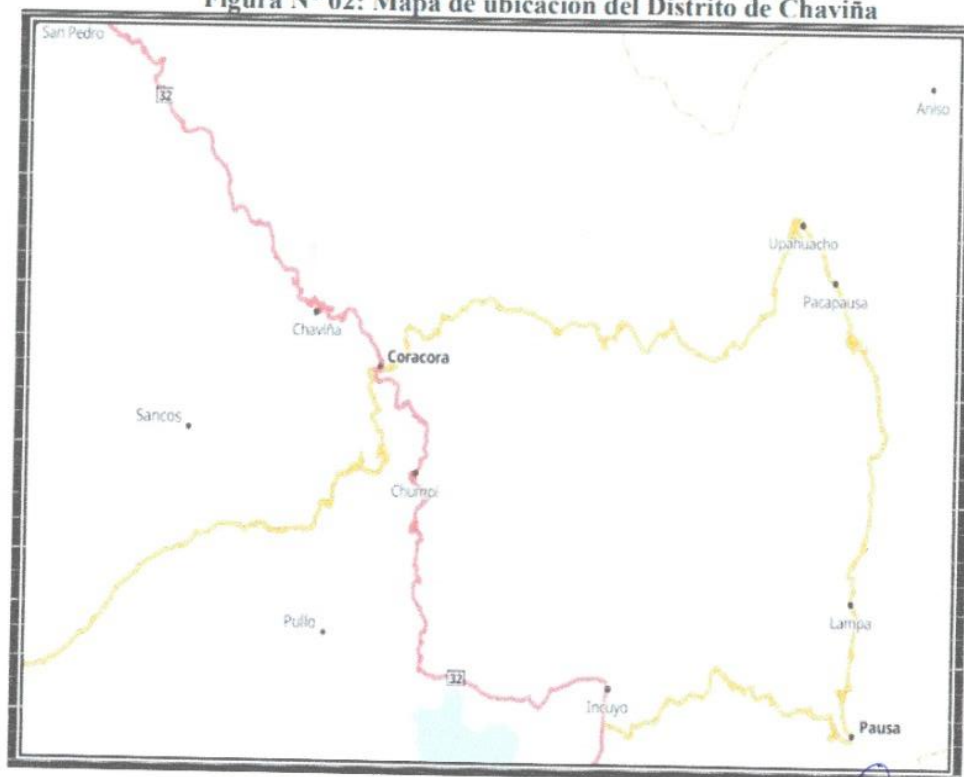 Figura N° 02: Mapa de ubicación del Distrito de Chaviña
San Pedro
32
Aniso
Upahuacho
Pacapausa
Chaviña
Coracora
Sancos
Chumpi
Pullo
Lampa
32
Incuyo
Pausa